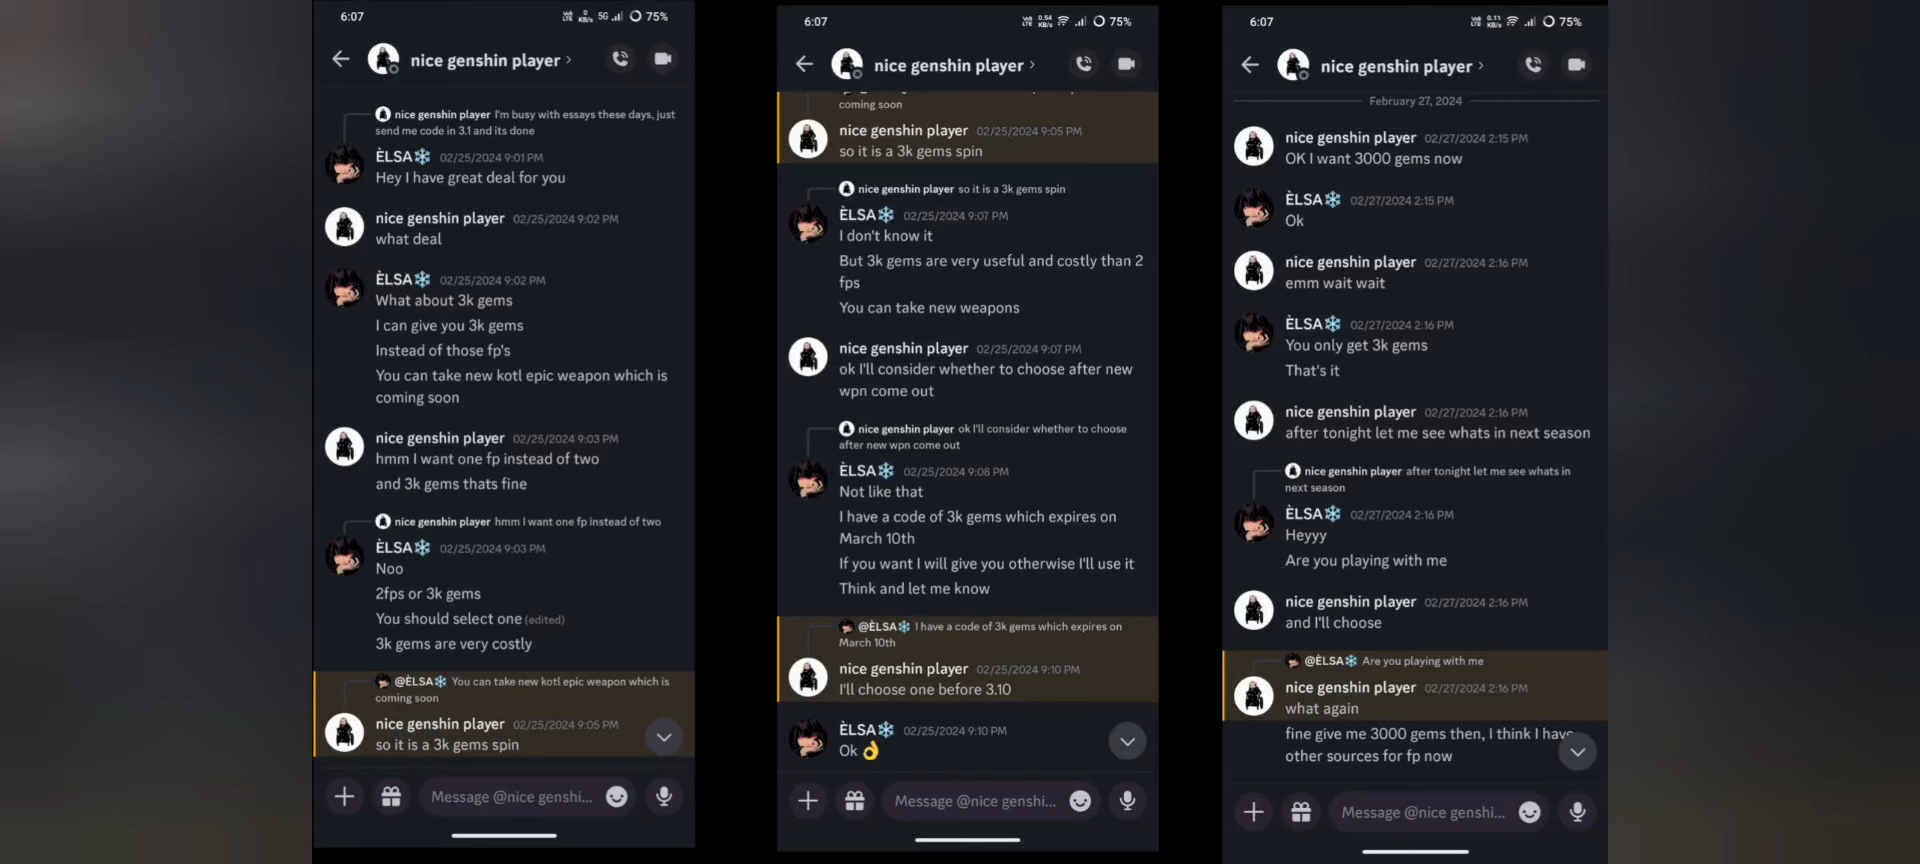 6:07
VoI LTE 0 KB/s 5G 75%
nice genshin player
nice genshin player I'm busy with essays these days, just
send me code in 3.1 and its done
ÈLSA❄️ 02/25/2024 9:01 PM
Hey I have great deal for you
nice genshin player 02/25/2024 9:02 PM
what deal
ÈLSA❄️ 02/25/2024 9:02 PM
What about 3k gems
I can give you 3k gems
Instead of those fp's
You can take new kotl epic weapon which is
coming soon
nice genshin player 02/25/2024 9:03 PM
hmm I want one fp instead of two
and 3k gems thats fine
nice genshin player hmm I want one fp instead of two
ÈLSA❄️ 02/25/2024 9:03 PM
Noo
2fps or 3k gems
You should select one (edited)
3k gems are very costly
@ÈLSA❄️ You can take new kotl epic weapon which is
coming soon
nice genshin player 02/25/2024 9:05 PM
so it is a 3k gems spin
Message @nice genshi...
6:07
0.54 KB/s 75%
nice genshin player
coming soon
nice genshin player 02/25/2024 9:05 PM
so it is a 3k gems spin
nice genshin player so it is a 3k gems spin
ÈLSA❄️ 02/25/2024 9:07 PM
I don't know it
But 3k gems are very useful and costly than 2
fps
You can take new weapons
nice genshin player 02/25/2024 9:07 PM
ok I'll consider whether to choose after new
wpn come out
nice genshin player ok I'll consider whether to choose
after new wpn come out
ÈLSA❄️ 02/25/2024 9:08 PM
Not like that
I have a code of 3k gems which expires on
March 10th
If you want I will give you otherwise I'll use it
Think and let me know
@ÈLSA❄️ I have a code of 3k gems which expires on
March 10th
nice genshin player 02/25/2024 9:10 PM
I'll choose one before 3.10
ÈLSA❄️ 02/25/2024 9:10 PM
Ok 👌
Message @nice genshi...
6:07
0.11 KB/s 75%
nice genshin player
February 27, 2024
nice genshin player 02/27/2024 2:15 PM
OK I want 3000 gems now
ÈLSA❄️ 02/27/2024 2:15 PM
Ok
nice genshin player 02/27/2024 2:16 PM
emm wait wait
ÈLSA❄️ 02/27/2024 2:16 PM
You only get 3k gems
That's it
nice genshin player 02/27/2024 2:16 PM
after tonight let me see whats in next season
nice genshin player after tonight let me see whats in
next season
ÈLSA❄️ 02/27/2024 2:16 PM
Heyyy
Are you playing with me
nice genshin player 02/27/2024 2:16 PM
and I'll choose
@ÈLSA❄️ Are you playing with me
nice genshin player 02/27/2024 2:16 PM
what again
fine give me 3000 gems then, I think I have
other sources for fp now
Message @nice genshi...